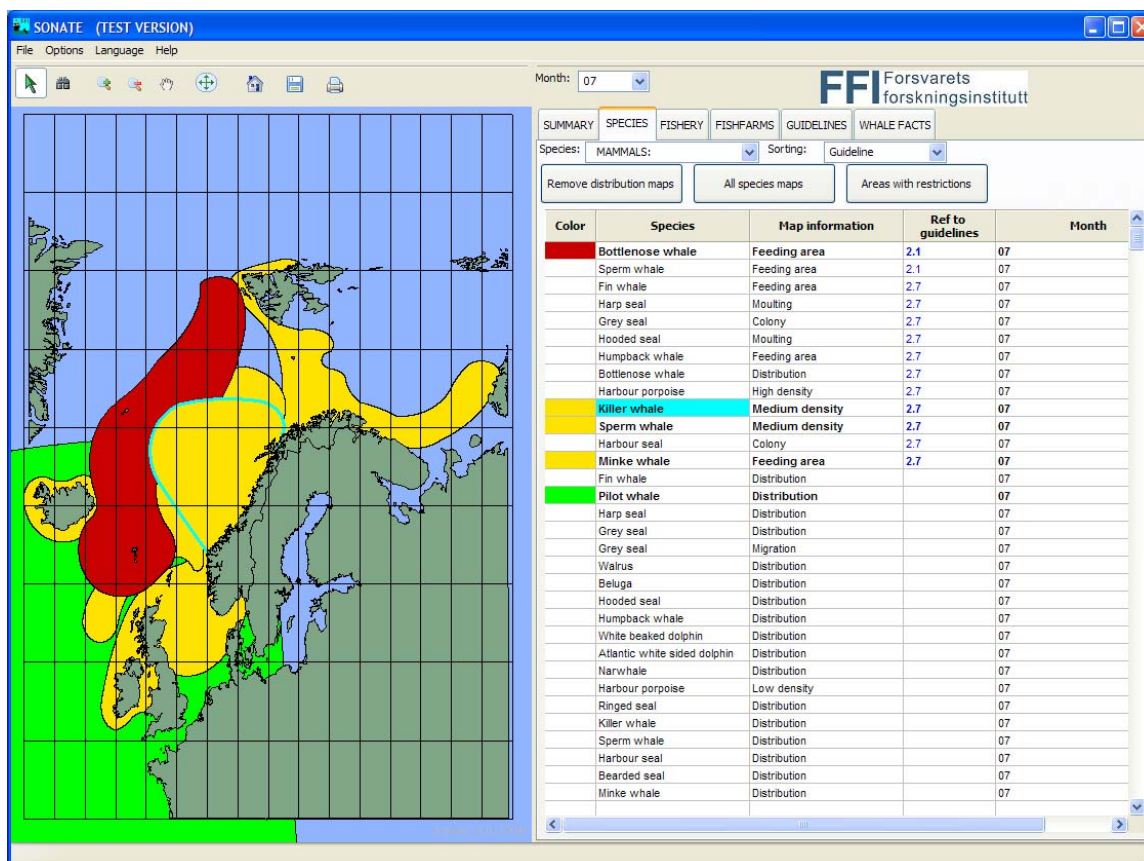 SONATE (TEST VERSION)
File Options Language Help
Month: 07
FFI Forsvarets
forskningsinstitutt
SUMMARY SPECIES FISHERY FISHFARMS GUIDELINES WHALE FACTS
Species: MAMMALS: Sorting: Guideline
Remove distribution maps All species maps Areas with restrictions
Color Species Map information Ref to guidelines Month
Bottlenose whale Feeding area 2.1 07
Sperm whale Feeding area 2.1 07
Fin whale Feeding area 2.7 07
Harp seal Moulting 2.7 07
Grey seal Colony 2.7 07
Hooded seal Moulting 2.7 07
Humpback whale Feeding area 2.7 07
Bottlenose whale Distribution 2.7 07
Harbour porpoise High density 2.7 07
Killer whale Medium density 2.7 07
Sperm whale Medium density 2.7 07
Harbour seal Colony 2.7 07
Minke whale Feeding area 2.7 07
Fin whale Distribution 07
Pilot whale Distribution 07
Harp seal Distribution 07
Grey seal Distribution 07
Grey seal Migration 07
Walrus Distribution 07
Beluga Distribution 07
Hooded seal Distribution 07
Humpback whale Distribution 07
White beaked dolphin Distribution 07
Atlantic white sided dolphin Distribution 07
Narwhale Distribution 07
Harbour porpoise Low density 07
Ringed seal Distribution 07
Killer whale Distribution 07
Sperm whale Distribution 07
Harbour seal Distribution 07
Bearded seal Distribution 07
Minke whale Distribution 07